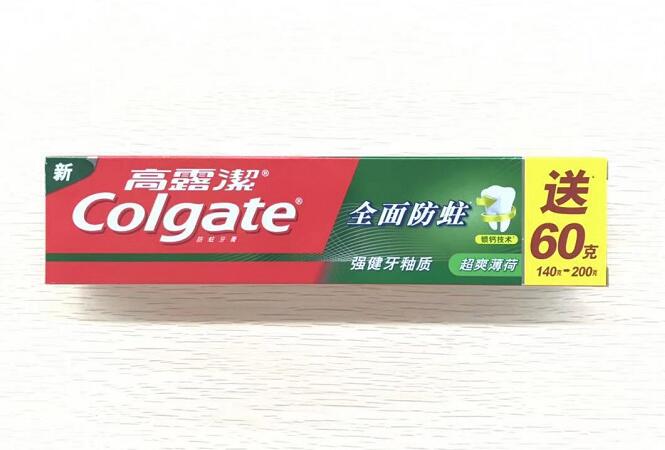 新
高露潔®
Colgate®
防蛀牙膏
全面防蛀
锁钙技术
强健牙釉质
超爽薄荷
送
60克
140克➡200克